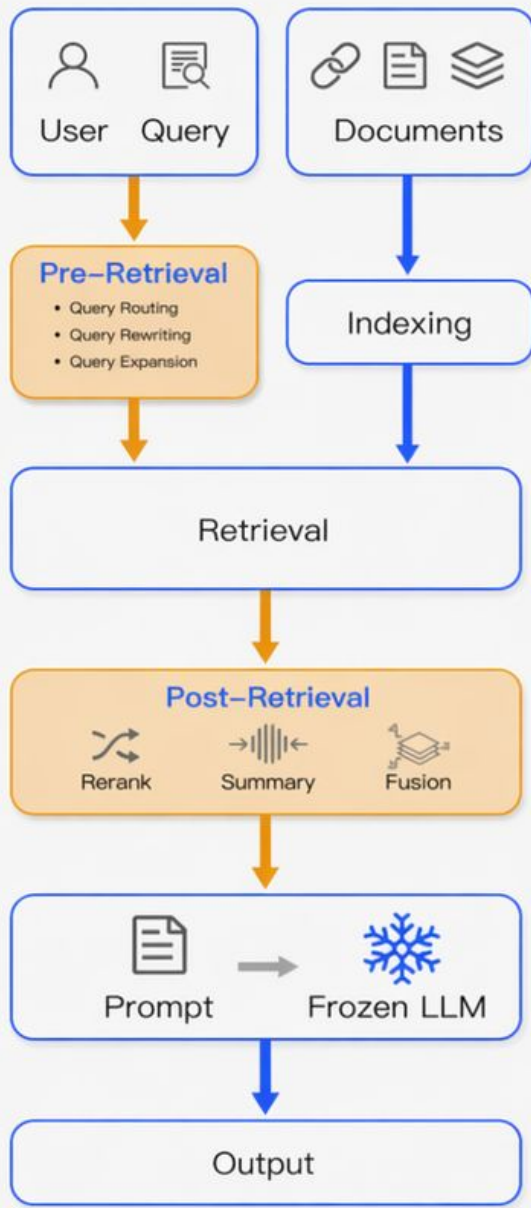 User Query
Documents
Pre-Retrieval
• Query Routing
• Query Rewriting
• Query Expansion
Indexing
Retrieval
Post-Retrieval
Rerank Summary Fusion
Prompt Frozen LLM
Output